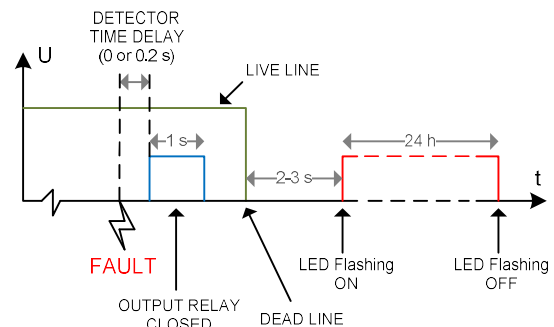 DETECTOR
TIME DELAY
(0 or 0.2 s)
U
LIVE LINE
1 s
24 h
2-3 s
t
FAULT
LED Flashing
ON
LED Flashing
OFF
OUTPUT RELAY
CLOSED
DEAD LINE